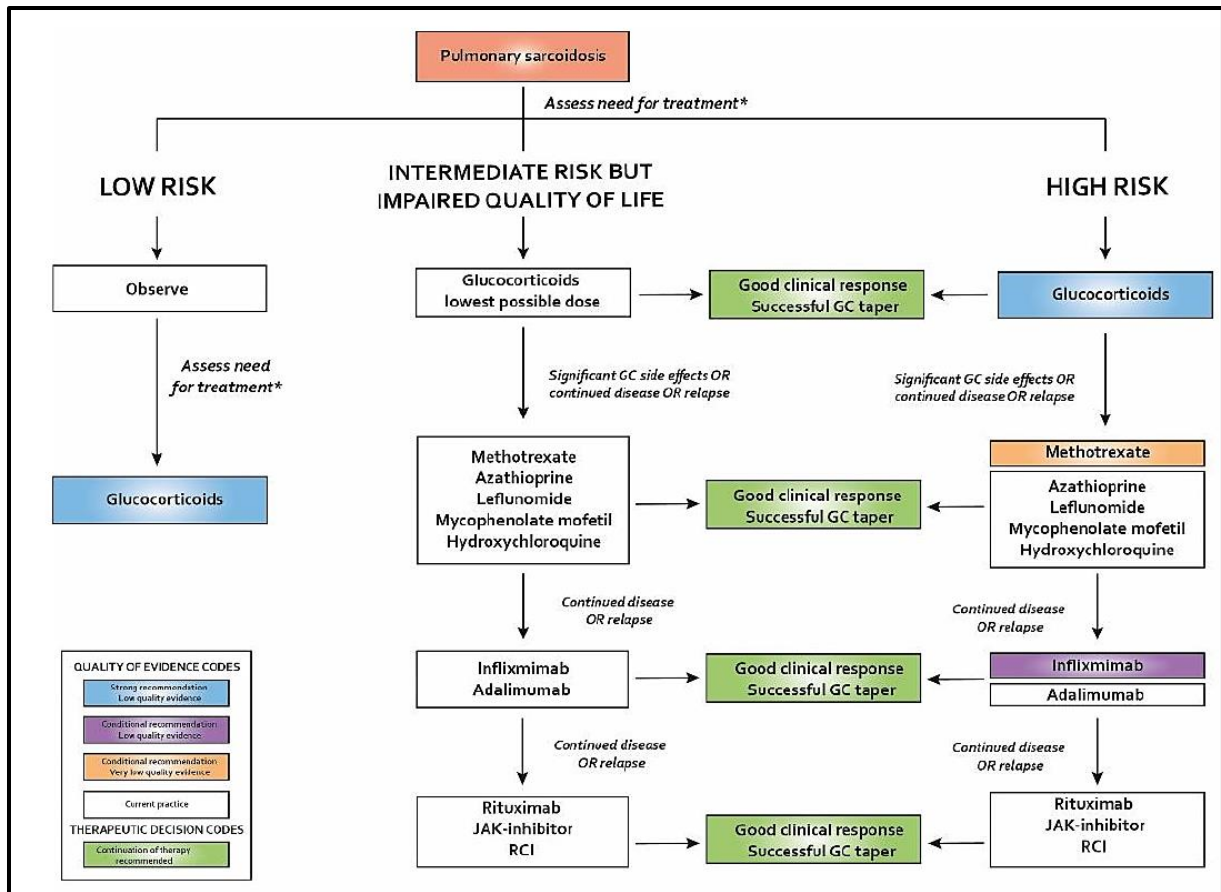 Pulmonary sarcoidosis
Assess need for treatment*
LOW RISK
INTERMEDIATE RISK BUT
IMPAIRED QUALITY OF LIFE
HIGH RISK
Observe
Glucocorticoids
lowest possible dose
Good clinical response
Successful GC taper
Glucocorticoids
Assess need
for treatment*
Significant GC side effects OR
continued disease OR relapse
Significant GC side effects OR
continued disease OR relapse
Glucocorticoids
Methotrexate
Azathioprine
Leflunomide
Mycophenolate mofetil
Hydroxychloroquine
Good clinical response
Successful GC taper
Methotrexate
Azathioprine
Leflunomide
Mycophenolate mofetil
Hydroxychloroquine
Continued disease
OR relapse
Continued disease
OR relapse
Inflixmimab
Adalimumab
Good clinical response
Successful GC taper
Inflixmimab
Adalimumab
Continued disease
OR relapse
Continued disease
OR relapse
Rituximab
JAK-inhibitor
RCI
Good clinical response
Successful GC taper
Rituximab
JAK-inhibitor
RCI
QUALITY OF EVIDENCE CODES
Strong recommendation
Low quality evidence
Conditional recommendation
Low quality evidence
Conditional recommendation
Very low quality evidence
Current practice
THERAPEUTIC DECISION CODES
Continuation of therapy
recommended